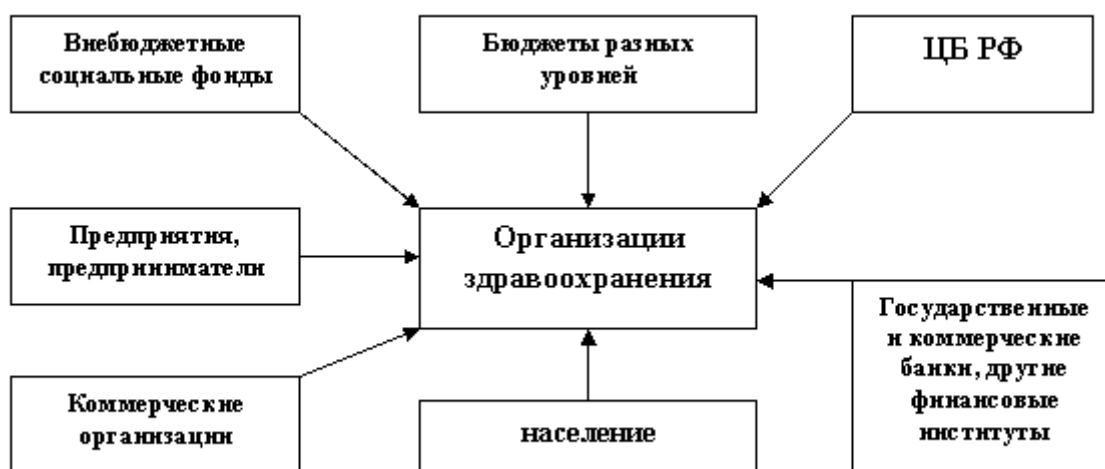 Внебюджетные
социальные фонды
Бюджеты разных
уровней
ЦБ РФ
Предприятия,
предприниматели
Организации
здравоохранения
Государственные
и коммерческие
банки, другие
финансовые
институты
Коммерческие
организации
население